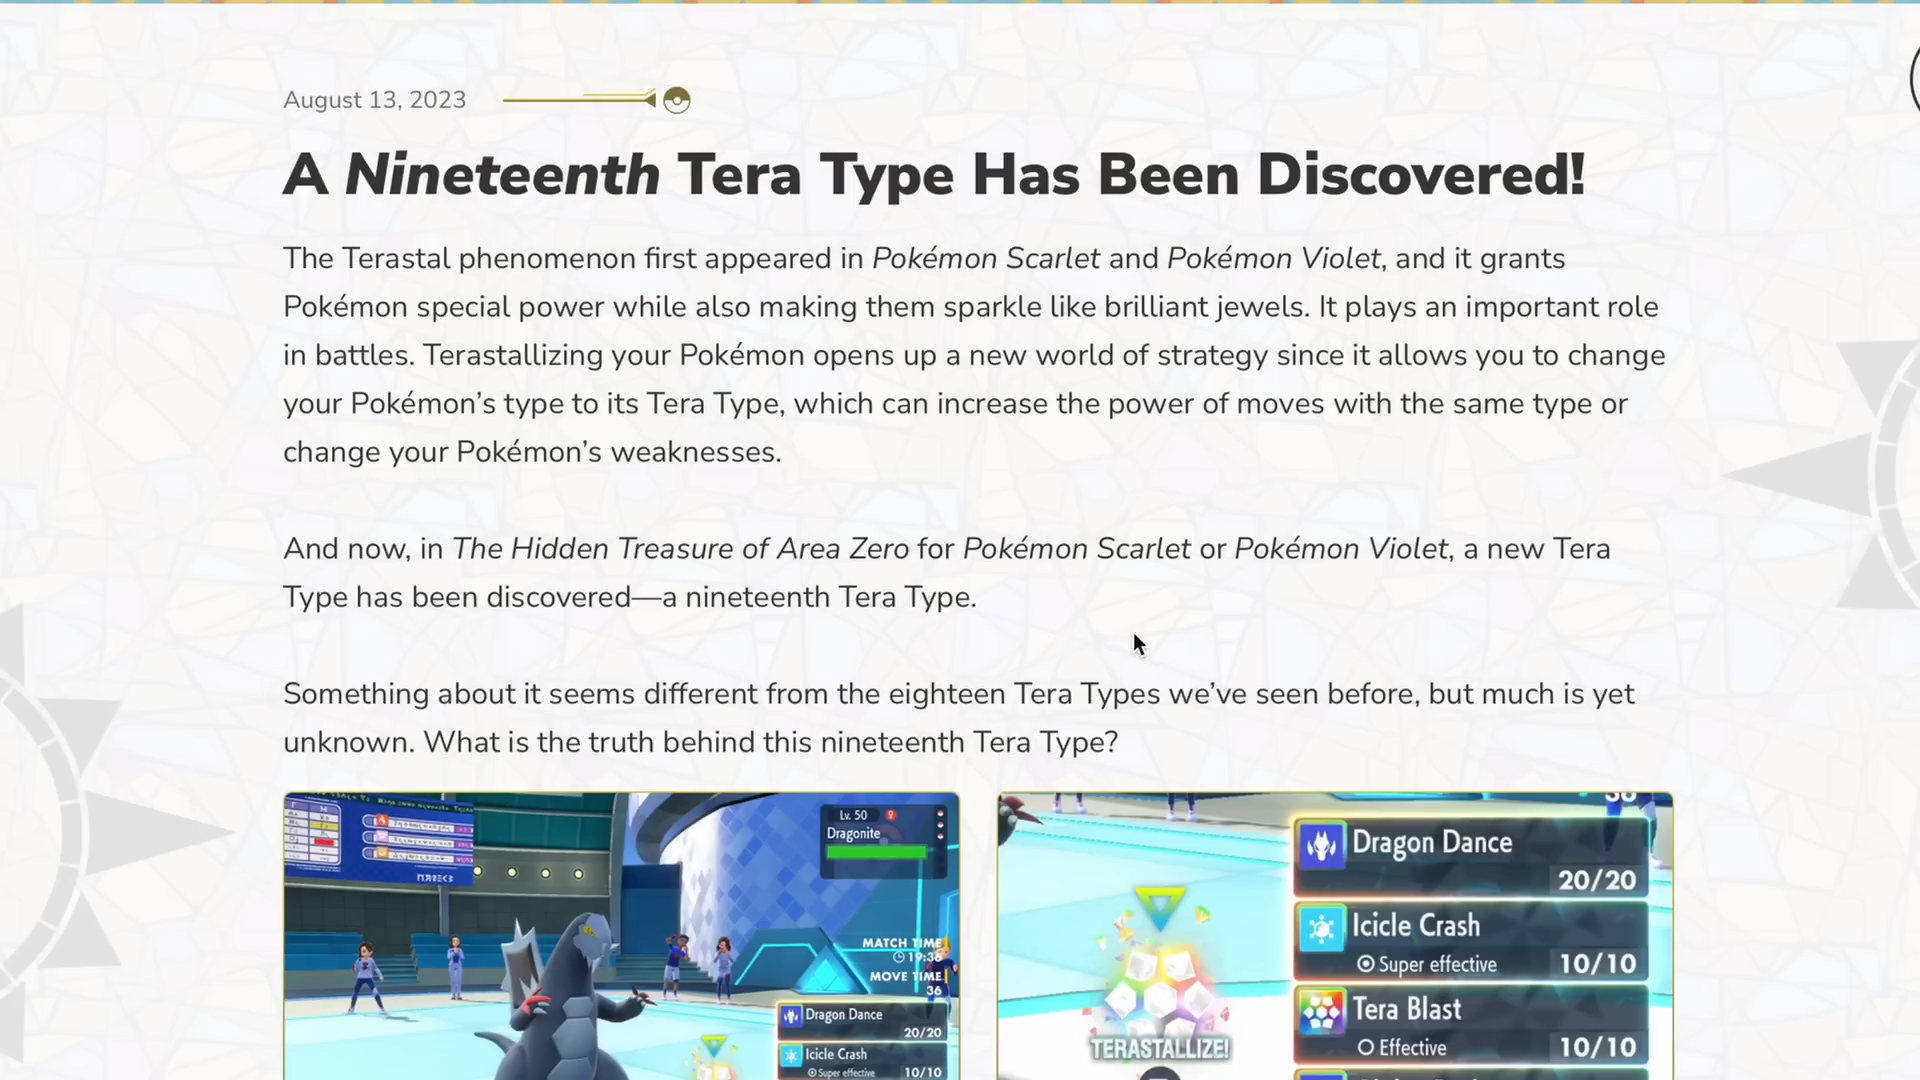 August 13, 2023
A Nineteenth Tera Type Has Been Discovered!
The Terastal phenomenon first appeared in Pokémon Scarlet and Pokémon Violet, and it grants
Pokémon special power while also making them sparkle like brilliant jewels. It plays an important role
in battles. Terastallizing your Pokémon opens up a new world of strategy since it allows you to change
your Pokémon’s type to its Tera Type, which can increase the power of moves with the same type or
change your Pokémon’s weaknesses.
And now, in The Hidden Treasure of Area Zero for Pokémon Scarlet or Pokémon Violet, a new Tera
Type has been discovered—a nineteenth Tera Type.
Something about it seems different from the eighteen Tera Types we’ve seen before, but much is yet
unknown. What is the truth behind this nineteenth Tera Type?
Lv. 50
Dragonite
MATCH TIME
19:36
MOVE TIME
36
Dragon Dance
20/20
Icicle Crash
Super effective 10/10
Dragon Dance
20/20
Icicle Crash
Super effective 10/10
Tera Blast
Effective 10/10
TERASTALLIZE!